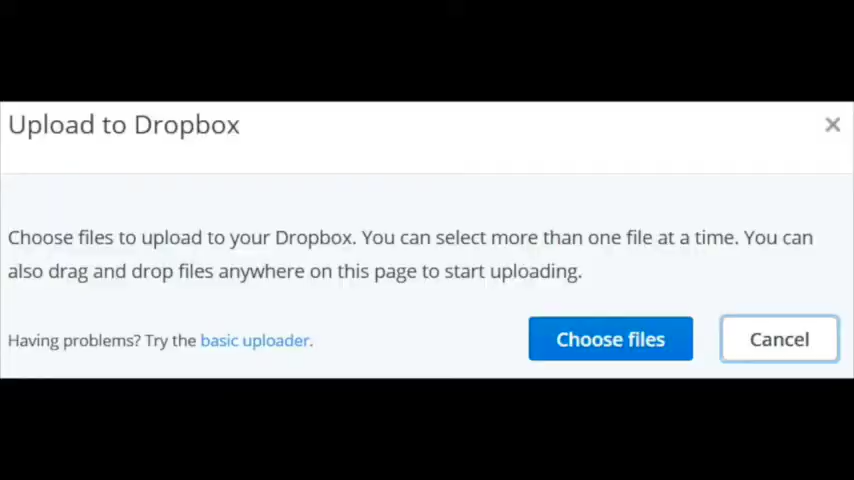 Upload to Dropbox
Choose files to upload to your Dropbox. You can select more than one file at a time. You can
also drag and drop files anywhere on this page to start uploading.
Having problems? Try the basic uploader.
Choose files
Cancel